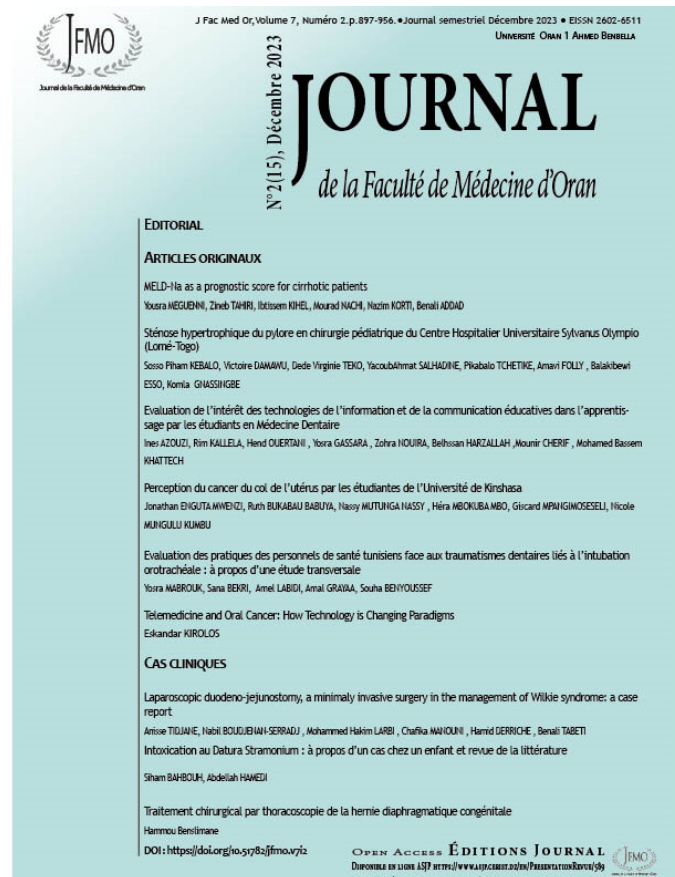 J Fac Med Or,Volume 7, Numéro 2.p.897-956.•Journal semestriel Décembre 2023 • EISSN 2602-6511
Université Oran 1 Ahmed Benbella
JFMO
Journal de la Faculté de Médecine d'Oran
N°2(15), Décembre 2023
JOURNAL
de la Faculté de Médecine d'Oran
Editorial
Articles originaux
MELD-Na as a prognostic score for cirrhotic patients
Yousra MEGUENNI, Zineb TAHIRI, Ibtissem KIHEL, Mourad NACHI, Nazim KORTI, Benali ADDAD
Sténose hypertrophique du pylore en chirurgie pédiatrique du Centre Hospitalier Universitaire Sylvanus Olympio
(Lomé-Togo)
Sosso Piham KEBALO, Victoire DAMAWU, Dede Virginie TEKO, YacoubAhmat SALHADINE, Pikabalo TCHETIKE, Amavi FOLLY , Balakibewi
ESSO, Komla GNASSINGBE
Evaluation de l'intérêt des technologies de l'information et de la communication éducatives dans l'apprentis-
sage par les étudiants en Médecine Dentaire
Ines AZOUZI, Rim KALLELA, Hend OUERTANI , Yosra GASSARA , Zohra NOUIRA, Belhssan HARZALLAH ,Mounir CHERIF , Mohamed Bassem
KHATTECH
Perception du cancer du col de l'utérus par les étudiantes de l'Université de Kinshasa
Jonathan ENGUTA MWENZI, Ruth BUKABAU BABUYA, Nassy MUTUNGA NASSY , Héra MBOKUBA MBO, Giscard MPANGIMOSESELI, Nicole
MUNGULU KUMBU
Evaluation des pratiques des personnels de santé tunisiens face aux traumatismes dentaires liés à l'intubation
orotrachéale : à propos d'une étude transversale
Yosra MABROUK, Sana BEKRI, Amel LABIDI, Amal GRAYAA, Souha BENYOUSSEF
Telemedicine and Oral Cancer: How Technology is Changing Paradigms
Eskandar KIROLOS
Cas cliniques
Laparoscopic duodeno-jejunostomy, a minimaly invasive surgery in the management of Wilkie syndrome: a case
report
Anisse TIDJANE, Nabil BOUDJENAN-SERRADJ , Mohammed Hakim LARBI , Chafika MANOUNI , Hamid DERRICHE , Benali TABETI
Intoxication au Datura Stramonium : à propos d'un cas chez un enfant et revue de la littérature
Siham BAHBOUH, Abdellah HAMEDI
Traitement chirurgical par thoracoscopie de la hernie diaphragmatique congénitale
Hammou Benslimane
DOI : https://doi.org/10.51782/jfmo.v7i2
Open Access Éditions Journal
Disponible en ligne ASJP https://www.asjp.cerist.dz/en/PresentationRevue/589
JFMO